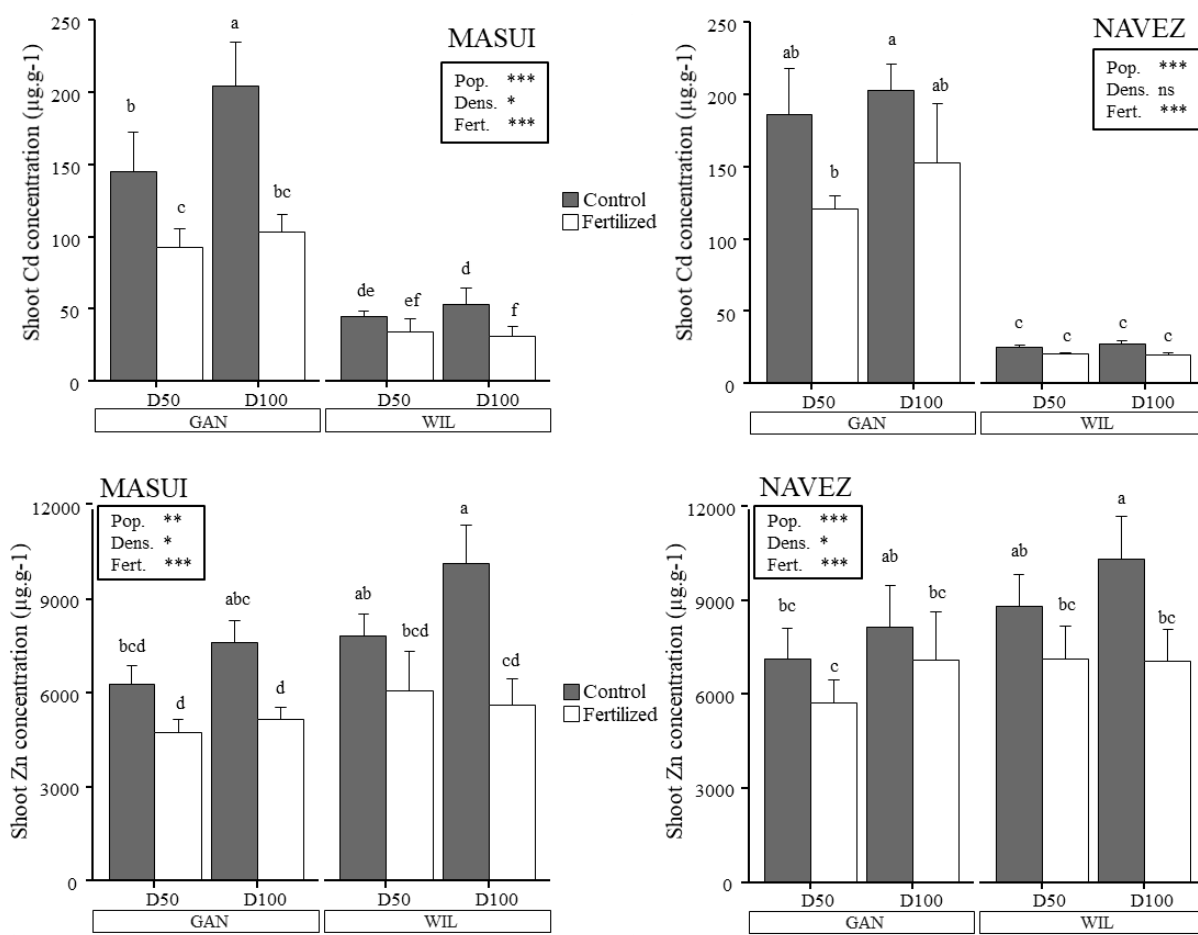 MASUI
Pop. ***
Dens. *
Fert. ***
Shoot Cd concentration (µg.g-1)
250
200
150
100
50
0
b
c
a
bc
de
ef
d
f
D50 D100 D50 D100
GAN WIL
Control
Fertilized
NAVEZ
Pop. ***
Dens. ns
Fert. ***
Shoot Cd concentration (µg.g-1)
250
200
150
100
50
0
ab
b
a
ab
c
c
c
c
D50 D100 D50 D100
GAN WIL
MASUI
Pop. **
Dens. *
Fert. ***
Shoot Zn concentration (µg.g-1)
12000
9000
6000
3000
0
bcd
d
abc
d
ab
bcd
a
cd
D50 D100 D50 D100
GAN WIL
Control
Fertilized
NAVEZ
Pop. ***
Dens. *
Fert. ***
Shoot Zn concentration (µg.g-1)
12000
9000
6000
3000
0
bc
c
ab
bc
ab
bc
a
bc
D50 D100 D50 D100
GAN WIL